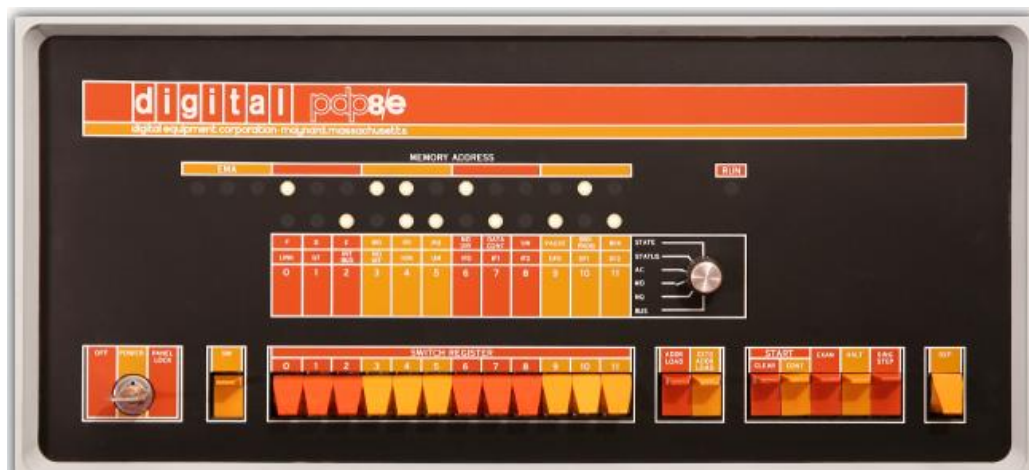 digital pdp8/e
digital equipment corporation · maynard, massachusetts
MEMORY ADDRESS
EMA
RUN
F D E
LINK GT
0 1 2 3 4 5 6 7 8 9 10 11
STATE
STATUS
AC
MD
MQ
BUS
OFF POWER PANEL LOCK
SW
SWITCH REGISTER
0 1 2 3 4 5 6 7 8 9 10 11
ADDR LOAD
EXTD ADDR LOAD
START
CLEAR CONT
EXAM
HALT
SING STEP
DEP